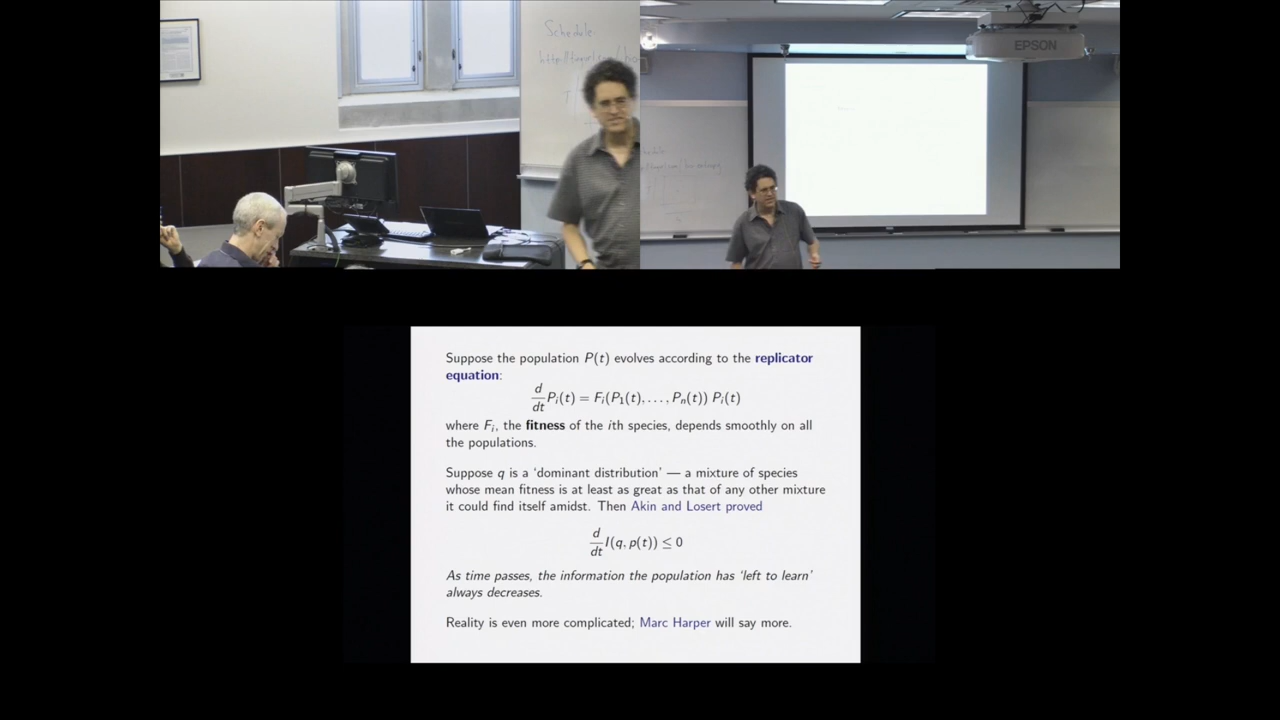 Schedule:
EPSON
Suppose the population P(t) evolves according to the replicator
equation:
d/dt P_i(t) = F_i(P_1(t), . . . , P_n(t)) P_i(t)
where F_i, the fitness of the ith species, depends smoothly on all
the populations.
Suppose q is a ‘dominant distribution’ — a mixture of species
whose mean fitness is at least as great as that of any other mixture
it could find itself amidst. Then Akin and Losert proved
d/dt I(q, p(t)) ≤ 0
As time passes, the information the population has ‘left to learn’
always decreases.
Reality is even more complicated; Marc Harper will say more.